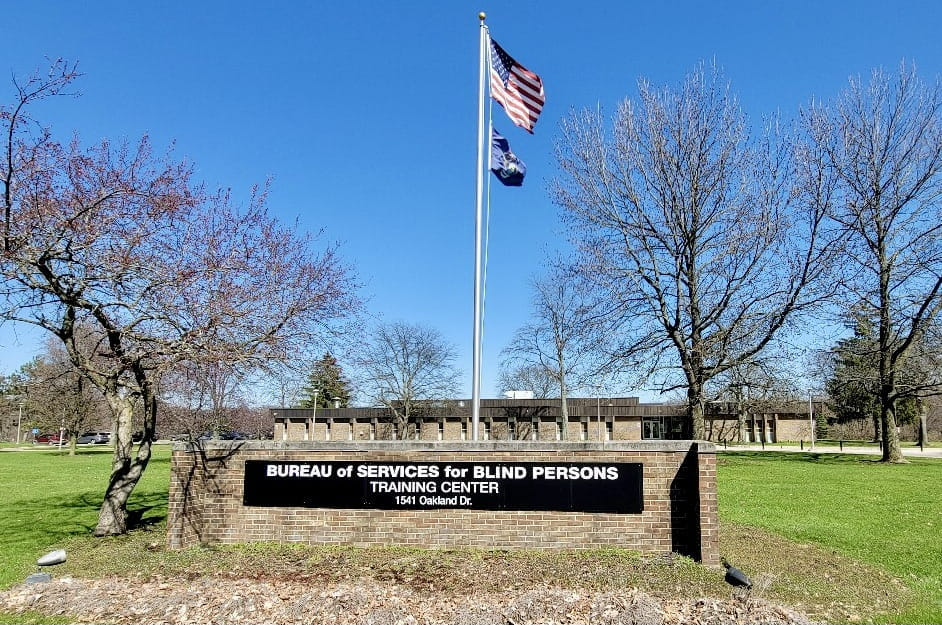 BUREAU of SERVICES for BLIND PERSONS
TRAINING CENTER
1541 Oakland Dr.